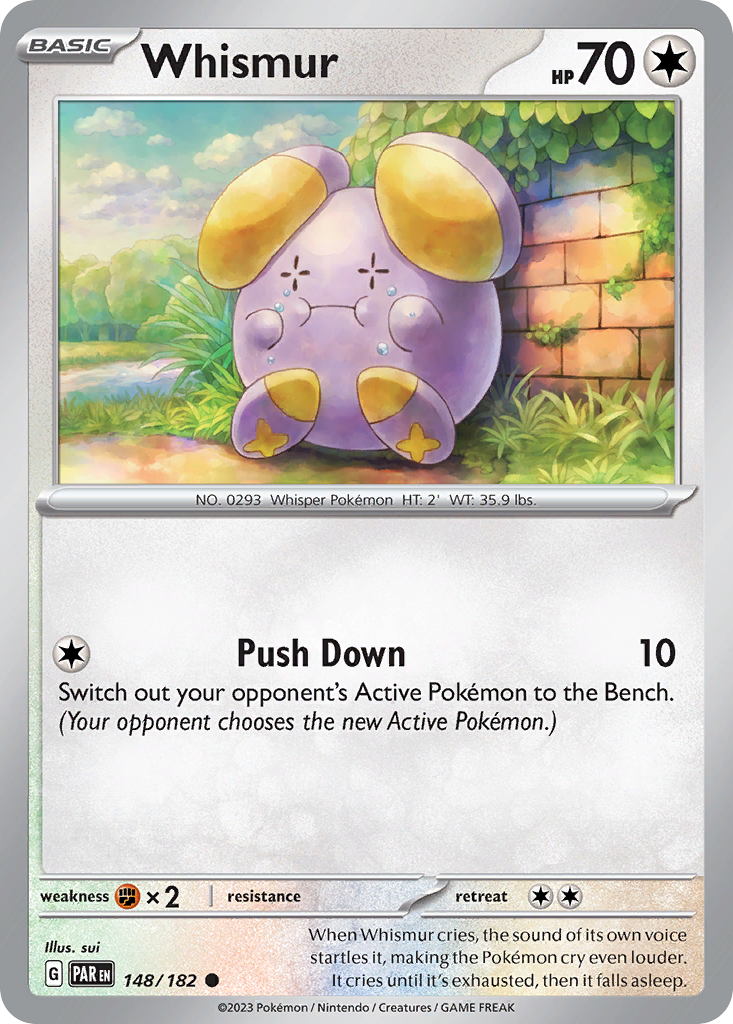 BASIC
Whismur
HP 70
NO. 0293 Whisper Pokémon HT: 2' WT: 35.9 lbs.
Push Down 10
Switch out your opponent's Active Pokémon to the Bench.
(Your opponent chooses the new Active Pokémon.)
weakness ×2 resistance retreat
Illus. sui
When Whismur cries, the sound of its own voice
startles it, making the Pokémon cry even louder.
It cries until it's exhausted, then it falls asleep.
G PAR EN 148/182
©2023 Pokémon / Nintendo / Creatures / GAME FREAK